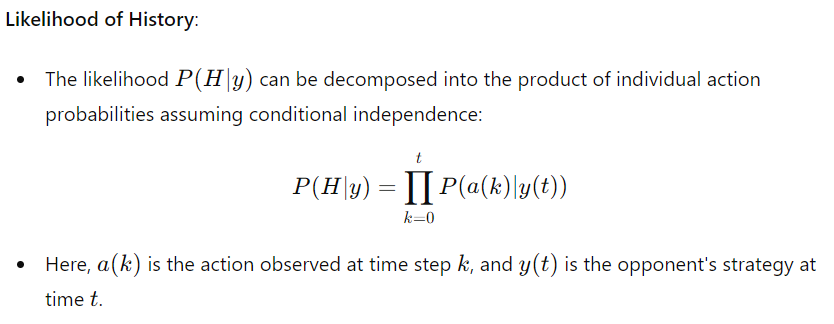 Likelihood of History:
• The likelihood P(H|y) can be decomposed into the product of individual action
probabilities assuming conditional independence:
t
P(H|y) = ∏ P(a(k)|y(t))
k=0
• Here, a(k) is the action observed at time step k, and y(t) is the opponent's strategy at
time t.